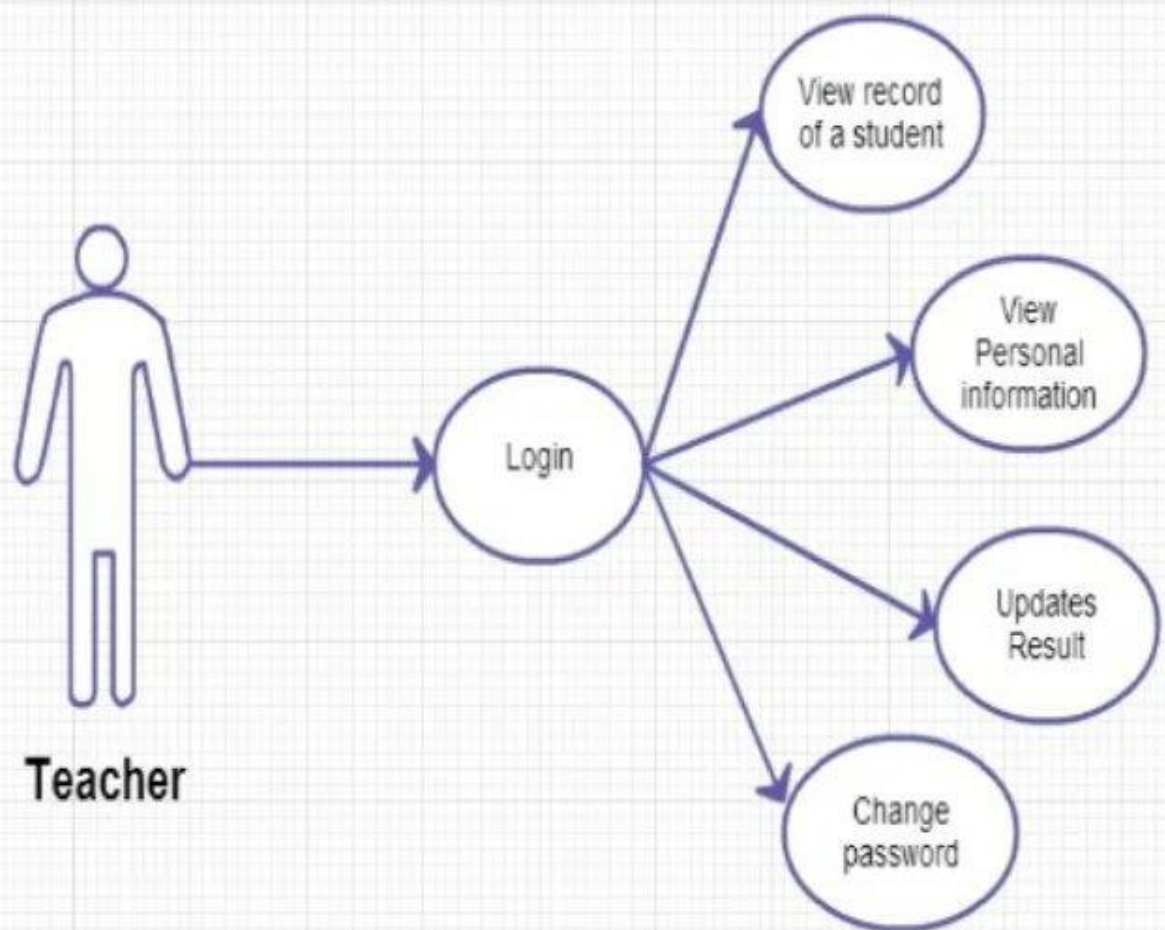 View record
of a student
View
Personal
information
Login
Updates
Result
Teacher
Change
password